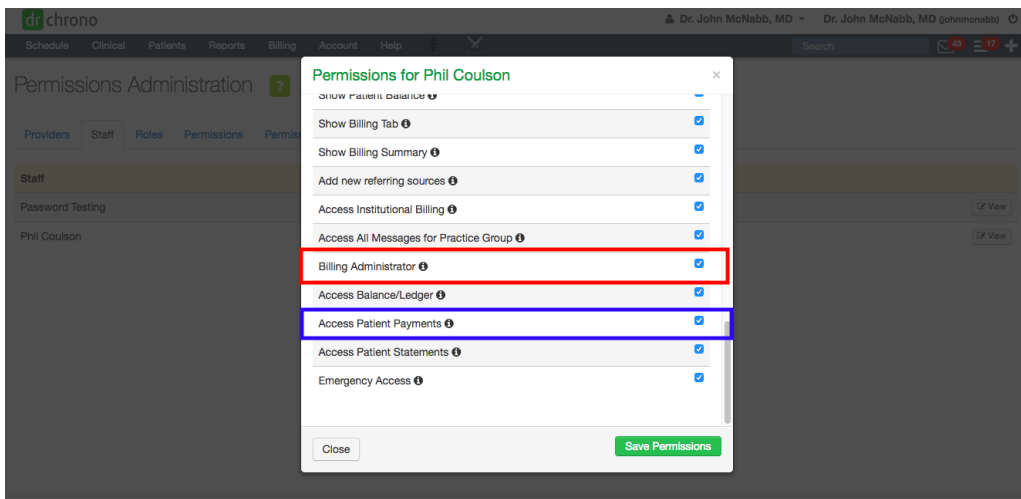 dr chrono
Dr. John McNabb, MD
Dr. John McNabb, MD (johnmcnabb)
Schedule Clinical Patients Reports Billing Account Help
Search
43
17
Permissions Administration ?
Providers Staff Roles Permissions Permiss
Staff
Password Testing
View
Phil Coulson
View
Permissions for Phil Coulson
×
Show Patient Balance
Show Billing Tab
Show Billing Summary
Add new referring sources
Access Institutional Billing
Access All Messages for Practice Group
Billing Administrator
Access Balance/Ledger
Access Patient Payments
Access Patient Statements
Emergency Access
Close
Save Permissions